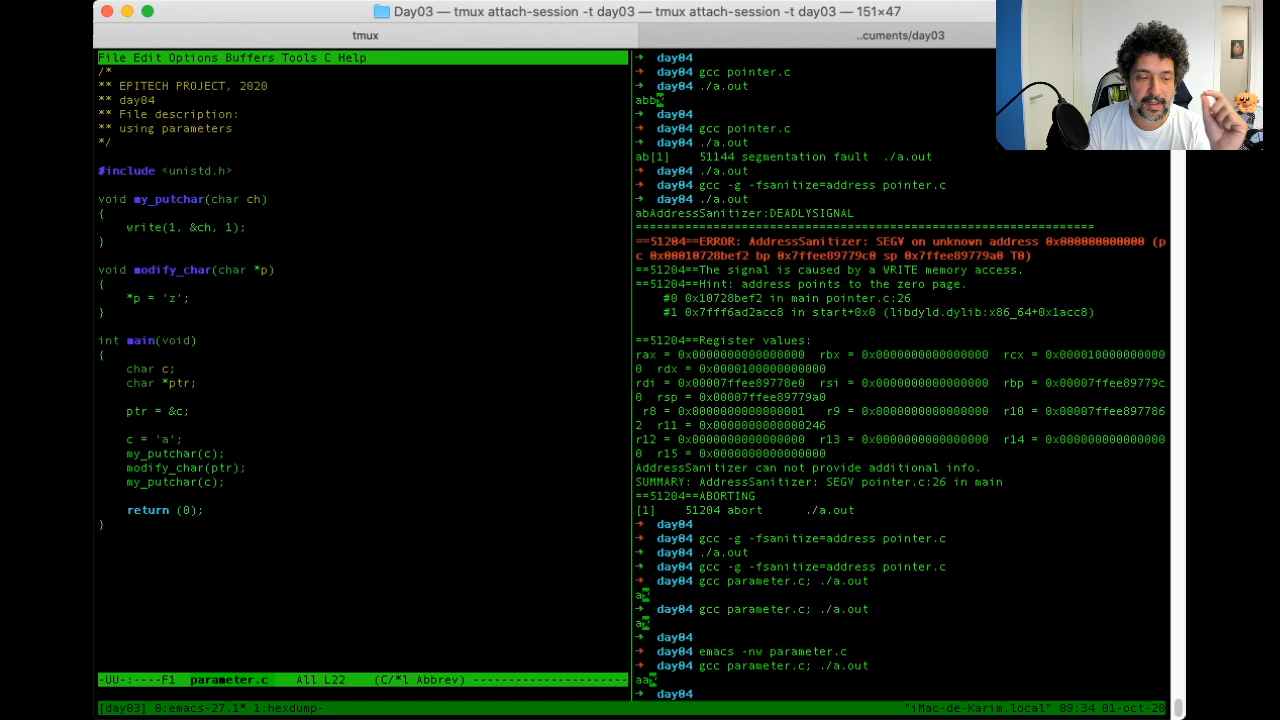 Day03 — tmux attach-session -t day03 — tmux attach-session -t day03 — 151×47
tmux
..cuments/day03
File Edit Options Buffers Tools C Help
/*
** EPITECH PROJECT, 2020
** day04
** File description:
** using parameters
*/
#include <unistd.h>
void my_putchar(char ch)
{
write(1, &ch, 1);
}
void modify_char(char *p)
{
*p = 'z';
}
int main(void)
{
char c;
char *ptr;
ptr = &c;
c = 'a';
my_putchar(c);
modify_char(ptr);
my_putchar(c);
return (0);
}
-UU-:----F1  parameter.c    All L22    (C/*l Abbrev) ----------------------
→ day04
→ day04 gcc pointer.c
→ day04 ./a.out
abb%
→ day04
→ day04 gcc pointer.c
→ day04 ./a.out
ab[1]    51144 segmentation fault  ./a.out
→ day04 ./a.out
→ day04 gcc -g -fsanitize=address pointer.c
→ day04 ./a.out
abAddressSanitizer:DEADLYSIGNAL
=================================================================
==51204==ERROR: AddressSanitizer: SEGV on unknown address 0x000000000000 (p
c 0x00010728bef2 bp 0x7ffee89779c0 sp 0x7ffee89779a0 T0)
==51204==The signal is caused by a WRITE memory access.
==51204==Hint: address points to the zero page.
#0 0x10728bef2 in main pointer.c:26
#1 0x7fff6ad2acc8 in start+0x0 (libdyld.dylib:x86_64+0x1acc8)
==51204==Register values:
rax = 0x0000000000000000  rbx = 0x0000000000000000  rcx = 0x000010000000000
0  rdx = 0x0000100000000000
rdi = 0x00007ffee89778e0  rsi = 0x0000000000000000  rbp = 0x00007ffee89779c
0  rsp = 0x00007ffee89779a0
r8 = 0x0000000000000001   r9 = 0x0000000000000000  r10 = 0x00007ffee897786
2  r11 = 0x0000000000000246
r12 = 0x0000000000000000  r13 = 0x0000000000000000  r14 = 0x000000000000000
0  r15 = 0x0000000000000000
AddressSanitizer can not provide additional info.
SUMMARY: AddressSanitizer: SEGV pointer.c:26 in main
==51204==ABORTING
[1]    51204 abort      ./a.out
→ day04
→ day04 gcc -g -fsanitize=address pointer.c
→ day04 ./a.out
→ day04 gcc -g -fsanitize=address pointer.c
→ day04 gcc parameter.c; ./a.out
a%
→ day04 gcc parameter.c; ./a.out
a%
→ day04
→ day04 emacs -nw parameter.c
→ day04 gcc parameter.c; ./a.out
aa%
→ day04
[day03] 0:emacs-27.1* 1:hexdump-
"iMac-de-Karim.local" 09:34 01-oct-20